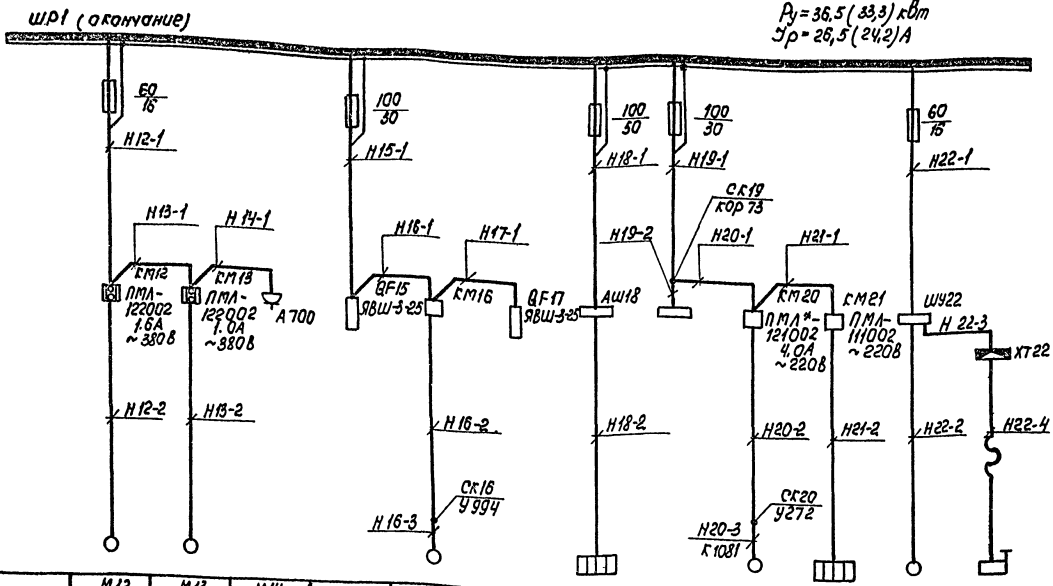 ШР1 (окончание)
Ру=36,5(33,3)кВт
Jр=26,5(24,2)А
60
16
100
30
100
50
100
30
60
16
Н12-1
Н15-1
Н18-1
Н19-1
Н22-1
СК19
КОР 73
Н13-1
Н14-1
Н16-1
Н17-1
Н19-2
Н20-1
Н21-1
КМ12
ПМЛ-
122002
1.6А
~380В
КМ13
ПМЛ-
122002
1.0А
~380В
А700
QF15
ЯВШ-3-25
КМ16
QF17
ЯВШ-3-25
АШ18
КМ20
ПМЛ*-
121002
4,0А
~220В
КМ21
ПМЛ-
111002
~220В
ШУ22
Н22-3
ХТ22
Н12-2
Н13-2
Н16-2
Н18-2
Н20-2
Н21-2
Н22-2
Н22-4
СК16
У994
СК20
У272
Н16-3
Н20-3
К1081
М12
М13